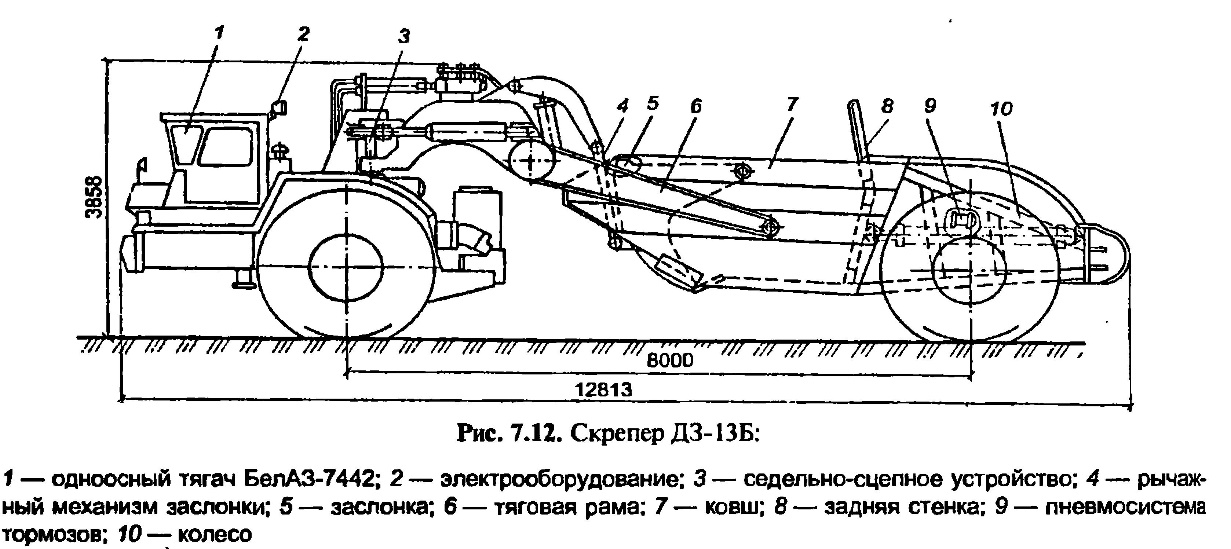 1 2 3 4 5 6 7 8 9 10
3858
8000
12813
Рис. 7.12. Скрепер ДЗ-13Б:
1 — одноосный тягач БелАЗ-7442; 2 — электрооборудование; 3 — седельно-сцепное устройство; 4 — рычаж-
ный механизм заслонки; 5 — заслонка; 6 — тяговая рама; 7 — ковш; 8 — задняя стенка; 9 — пневмосистема
тормозов; 10 — колесо